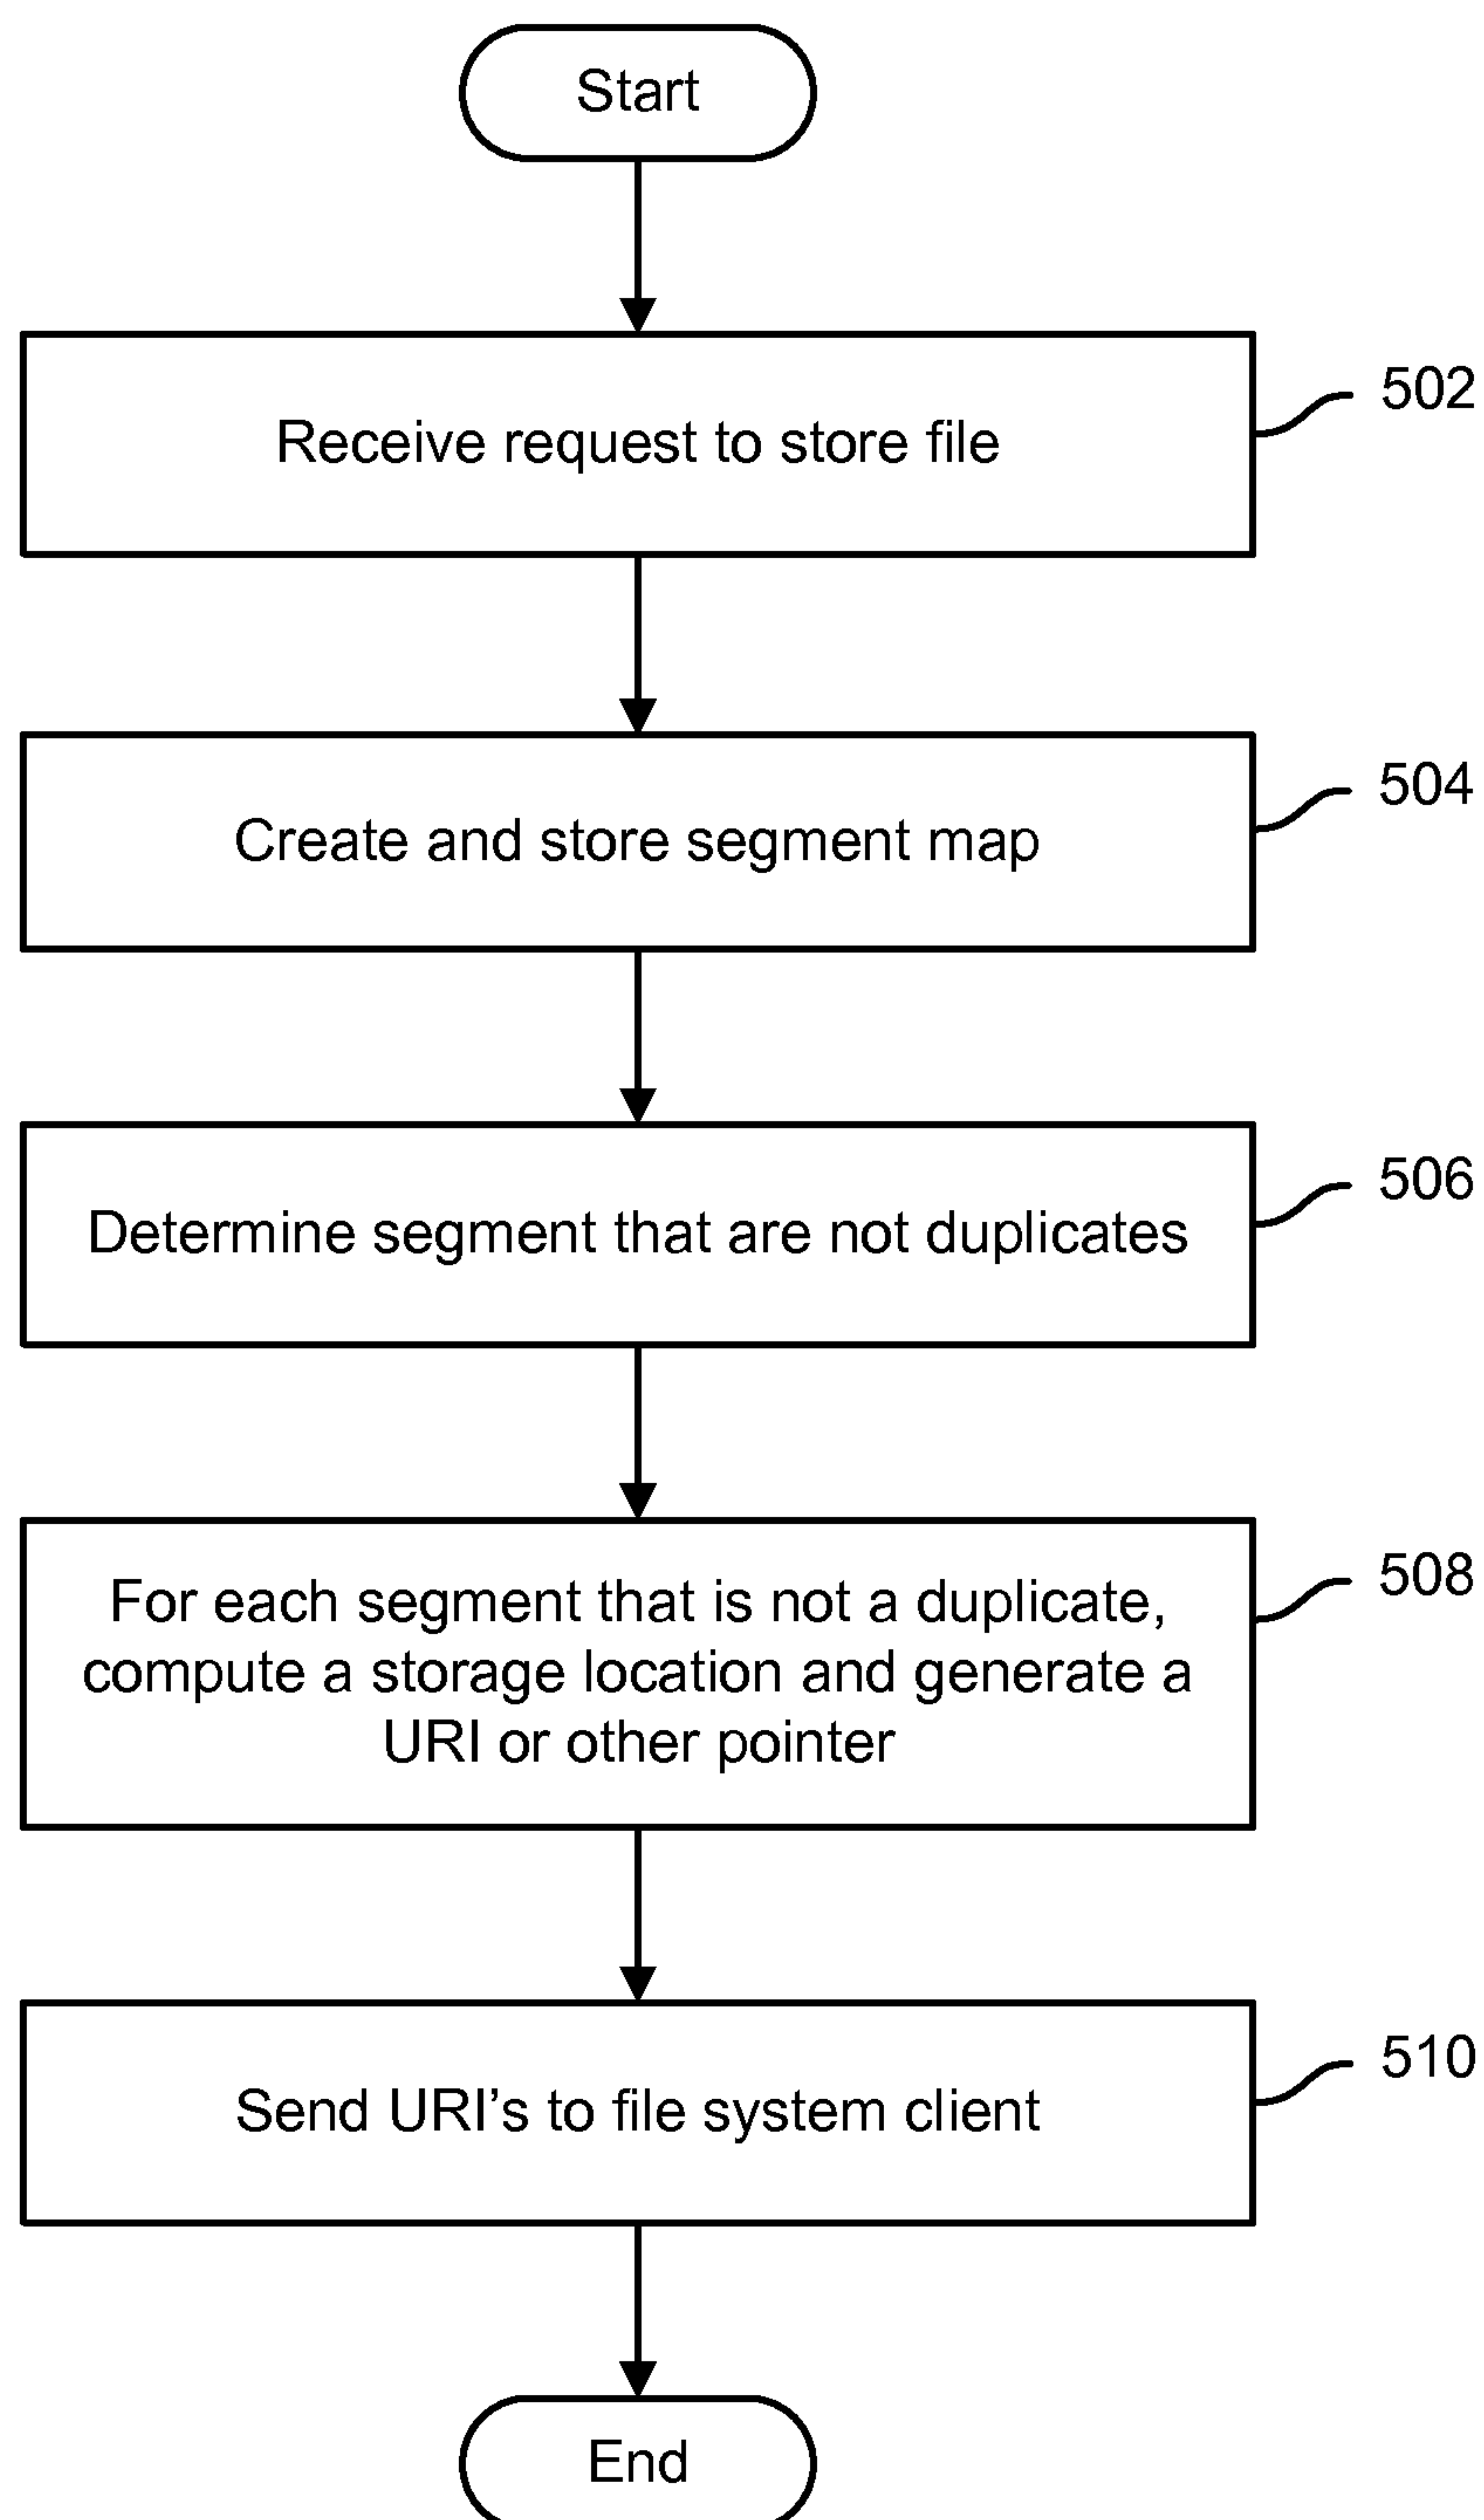 Start
Receive request to store file
502
Create and store segment map
504
Determine segment that are not duplicates
506
For each segment that is not a duplicate,
compute a storage location and generate a
URI or other pointer
508
Send URI's to file system client
510
End